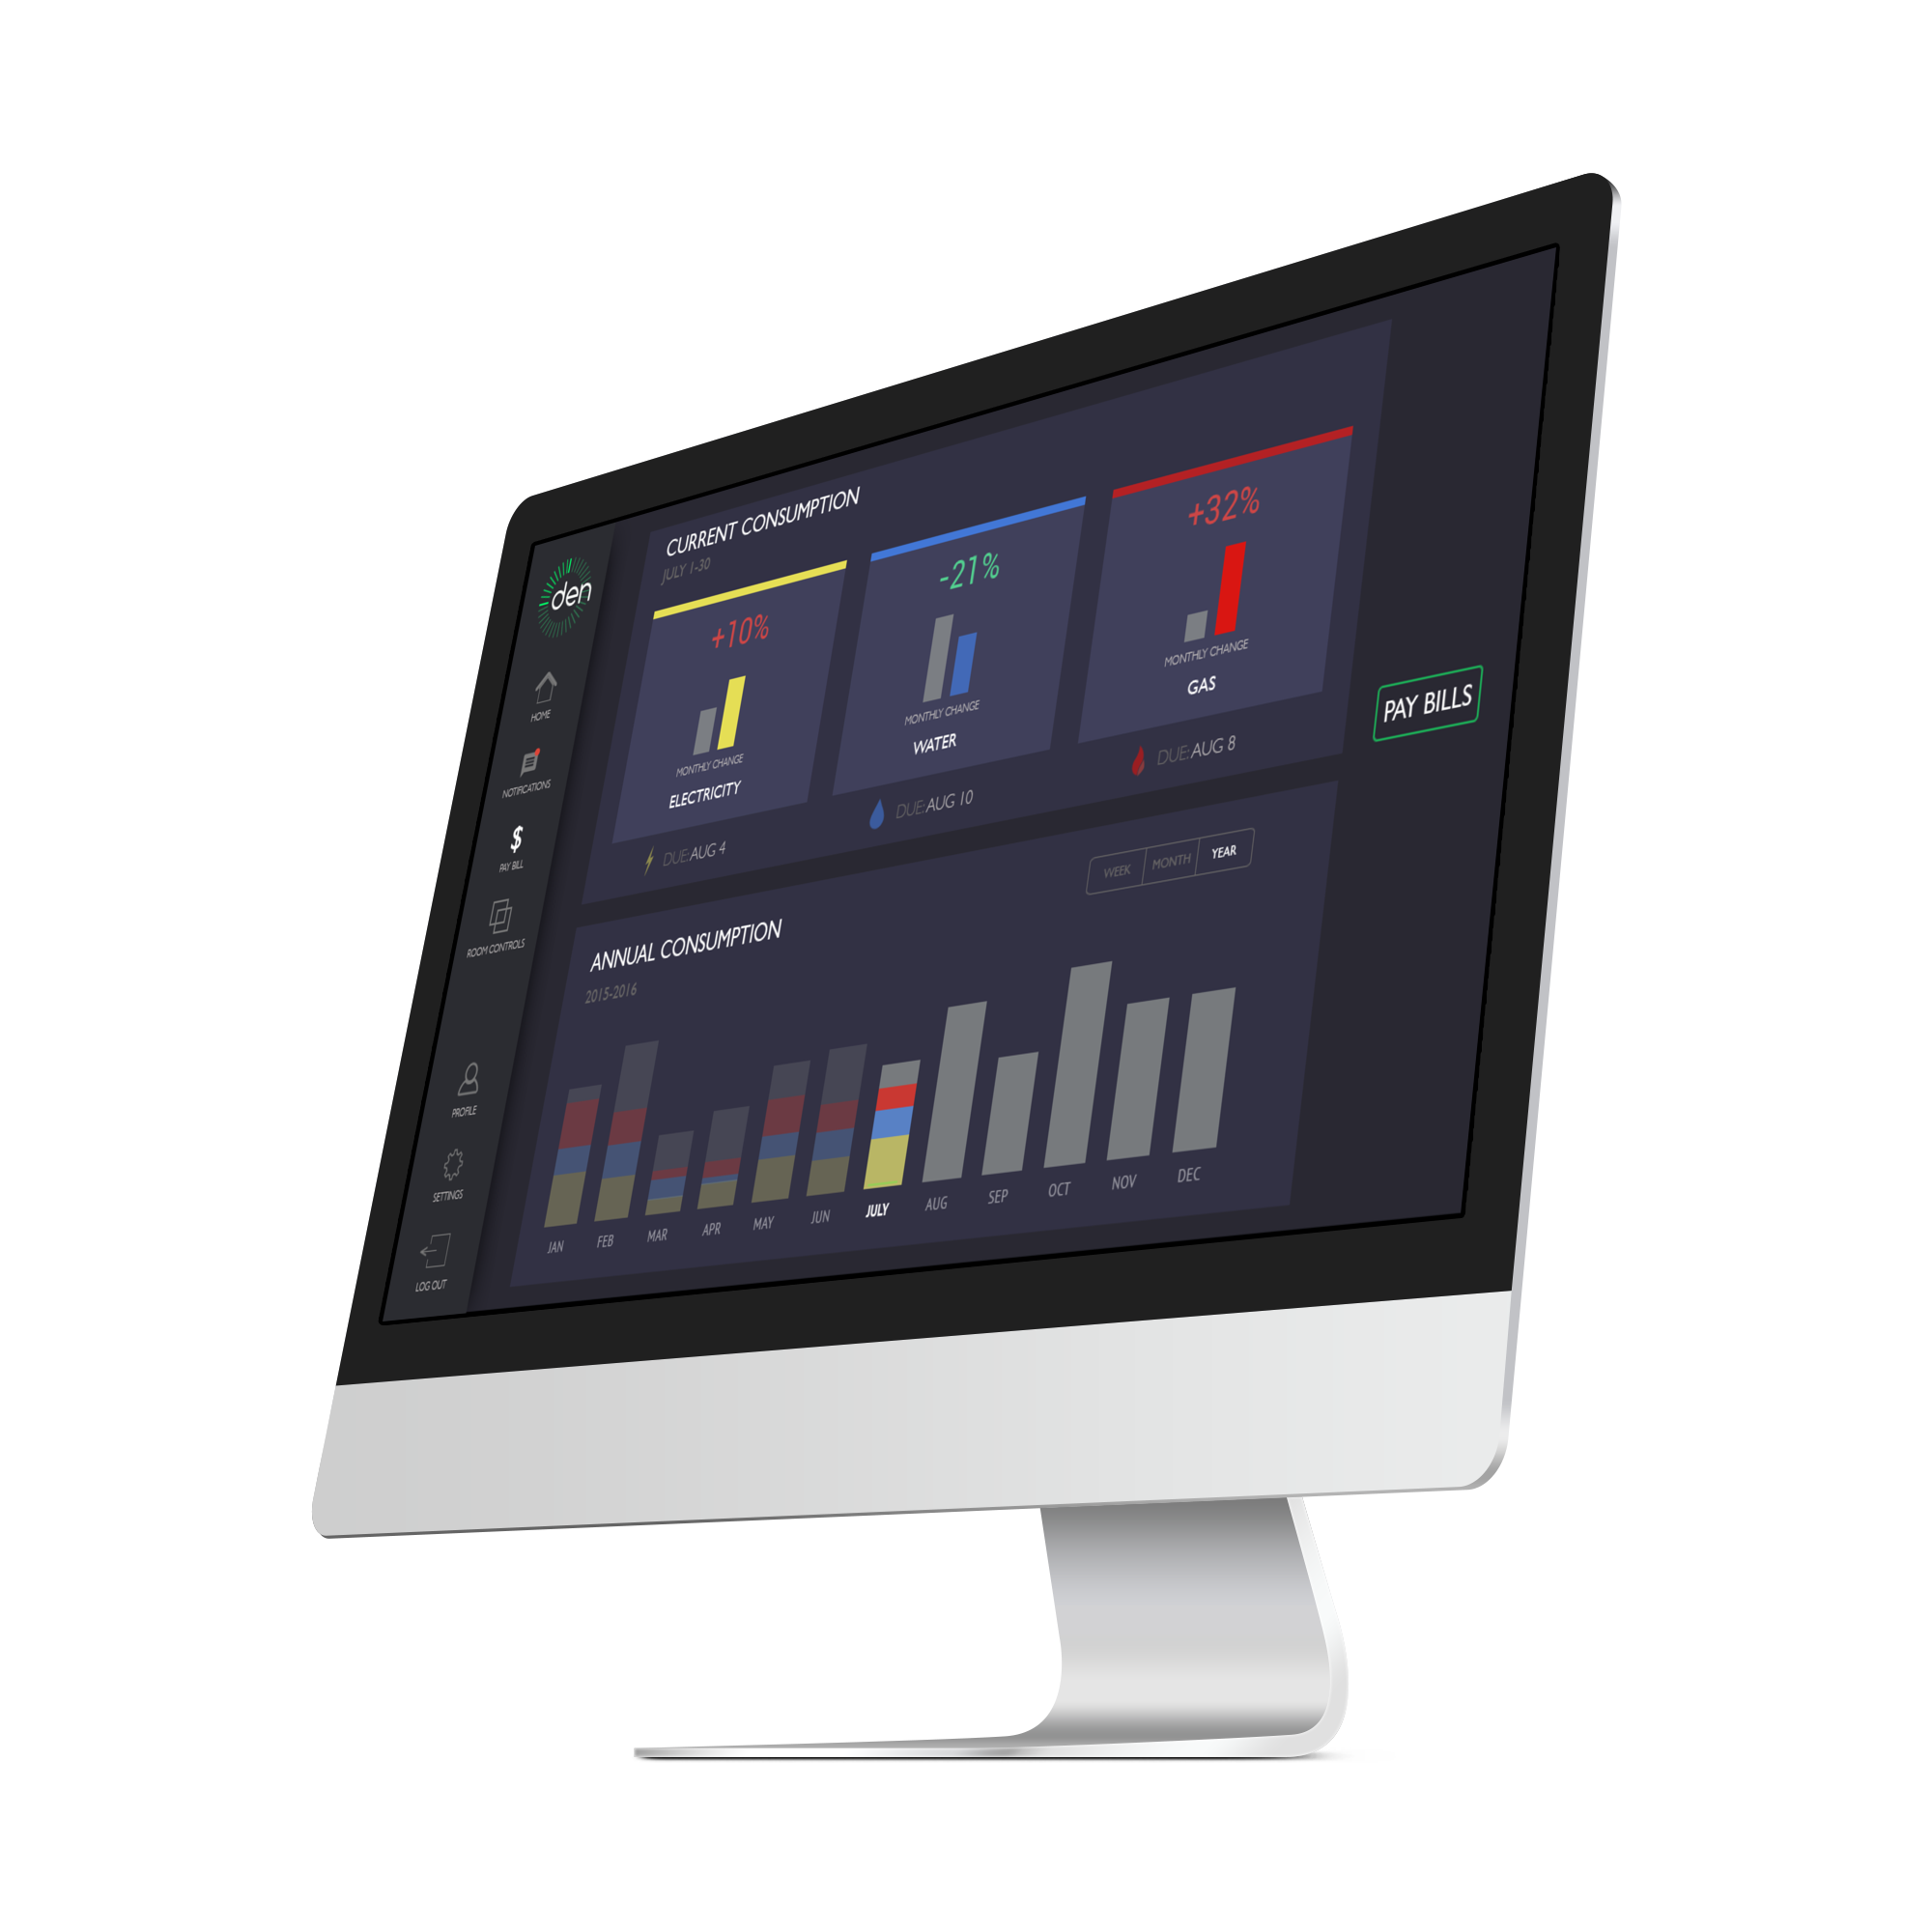 den
HOME
NOTIFICATIONS
$
PAY BILL
ROOM CONTROLS
PROFILE
SETTINGS
LOG OUT
CURRENT CONSUMPTION
JULY 1-30
+10%
MONTHLY CHANGE
ELECTRICITY
DUE: AUG 4
-21%
MONTHLY CHANGE
WATER
DUE: AUG 10
+32%
MONTHLY CHANGE
GAS
DUE: AUG 8
PAY BILLS
ANNUAL CONSUMPTION
2015-2016
WEEK MONTH YEAR
JAN FEB MAR APR MAY JUN JULY AUG SEP OCT NOV DEC